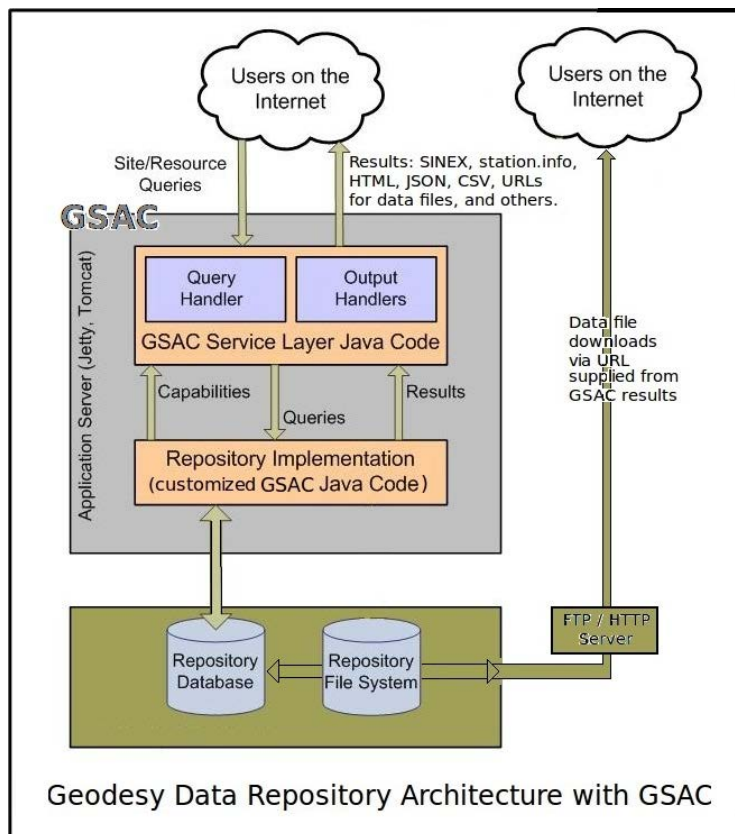 Users on the
Internet
Users on the
Internet
Site/Resource
Queries
Results: SINEX, station.info,
HTML, JSON, CSV, URLs
for data files, and others.
GSAC
Application Server (Jetty, Tomcat)
Query
Handler
Output
Handlers
GSAC Service Layer Java Code
Capabilities
Queries
Results
Repository Implementation
(customized GSAC Java Code)
Data file
downloads
via URL
supplied from
GSAC results
FTP / HTTP
Server
Repository
Database
Repository
File System
Geodesy Data Repository Architecture with GSAC